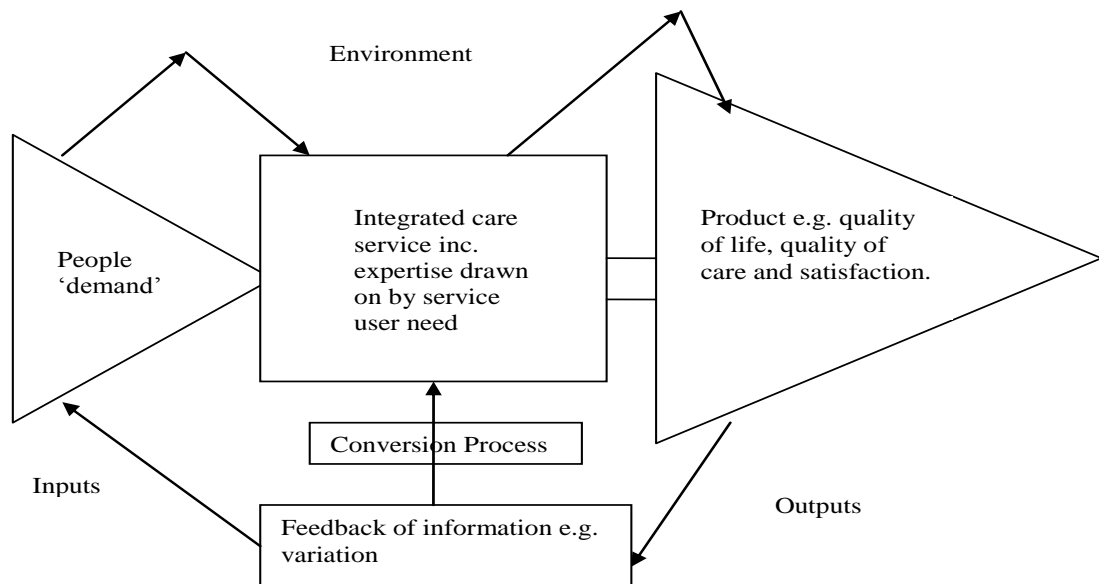 Environment
People
‘demand’
Integrated care
service inc.
expertise drawn
on by service
user need
Product e.g. quality
of life, quality of
care and satisfaction.
Conversion Process
Inputs
Outputs
Feedback of information e.g.
variation